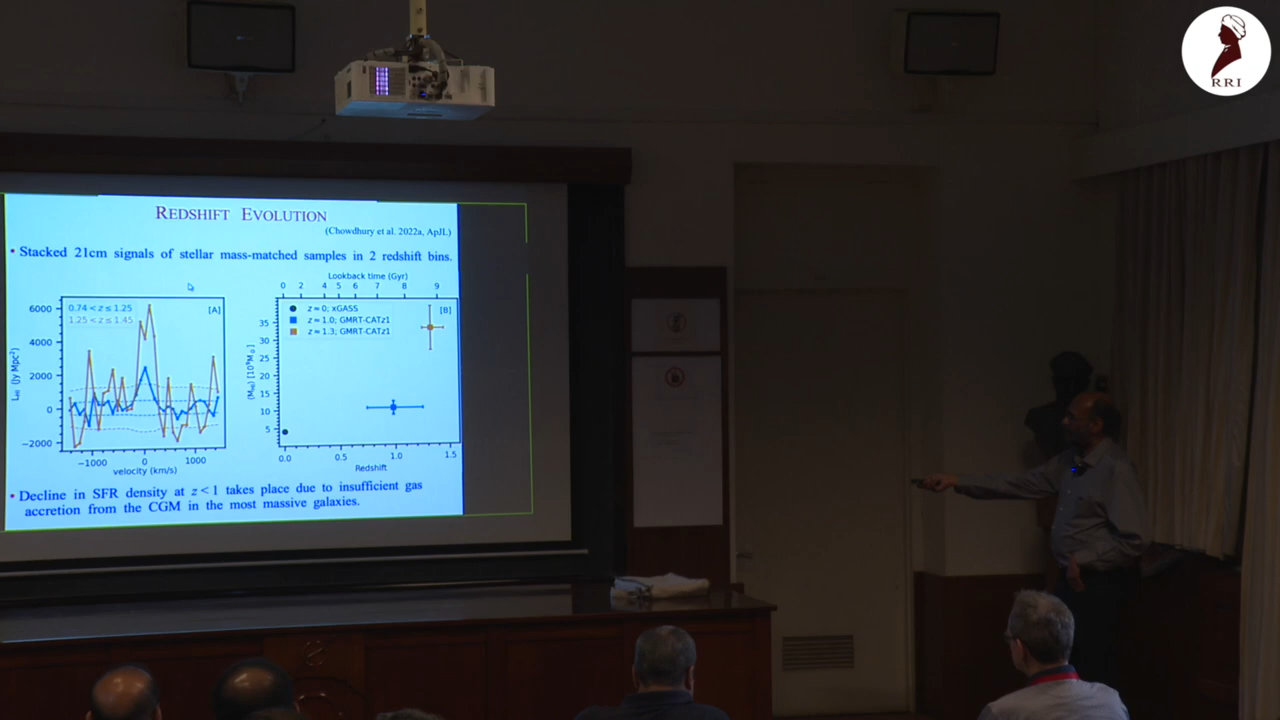 RRI
REDSHIFT EVOLUTION
(Chowdhury et al. 2022a, ApJL)
• Stacked 21cm signals of stellar mass-matched samples in 2 redshift bins.
6000
4000
2000
0
−2000
0.74 < z ≤ 1.25
1.25 < z ≤ 1.45
[A]
−1000 0 1000
velocity (km/s)
Lookback time (Gyr)
0 2 4 5 6 7 8 9
z ≈ 0; xGASS
z ≈ 1.0; GMRT-CATz1
z ≈ 1.3; GMRT-CATz1
[B]
35
30
25
20
15
10
5
0.0 0.5 1.0 1.5
Redshift
• Decline in SFR density at z < 1 takes place due to insufficient gas
accretion from the CGM in the most massive galaxies.